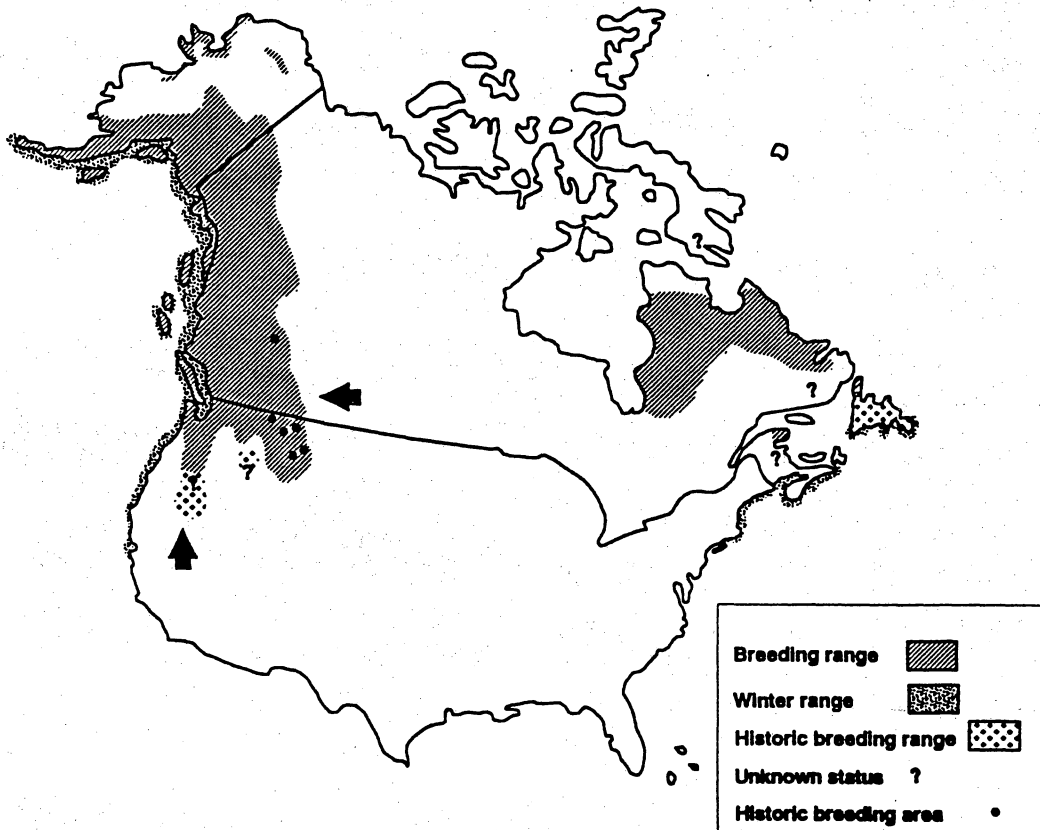 ?
?
?
?
Breeding range
Winter range
Historic breeding range
Unknown status ?
Historic breeding area •